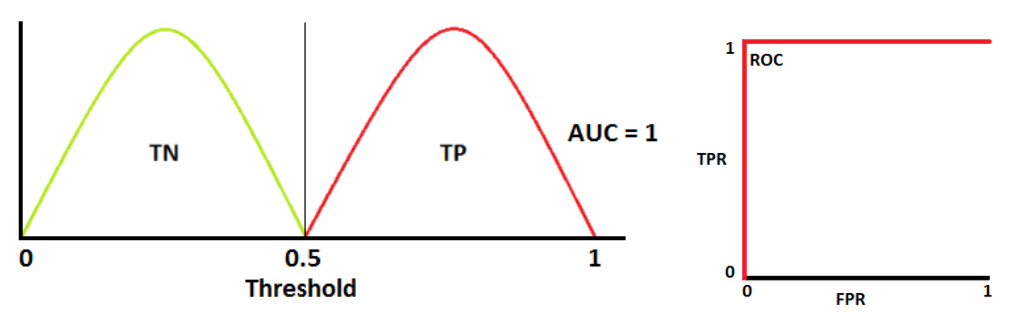 TN
TP
AUC = 1
0
0.5
1
Threshold
1
ROC
TPR
0
0
1
FPR